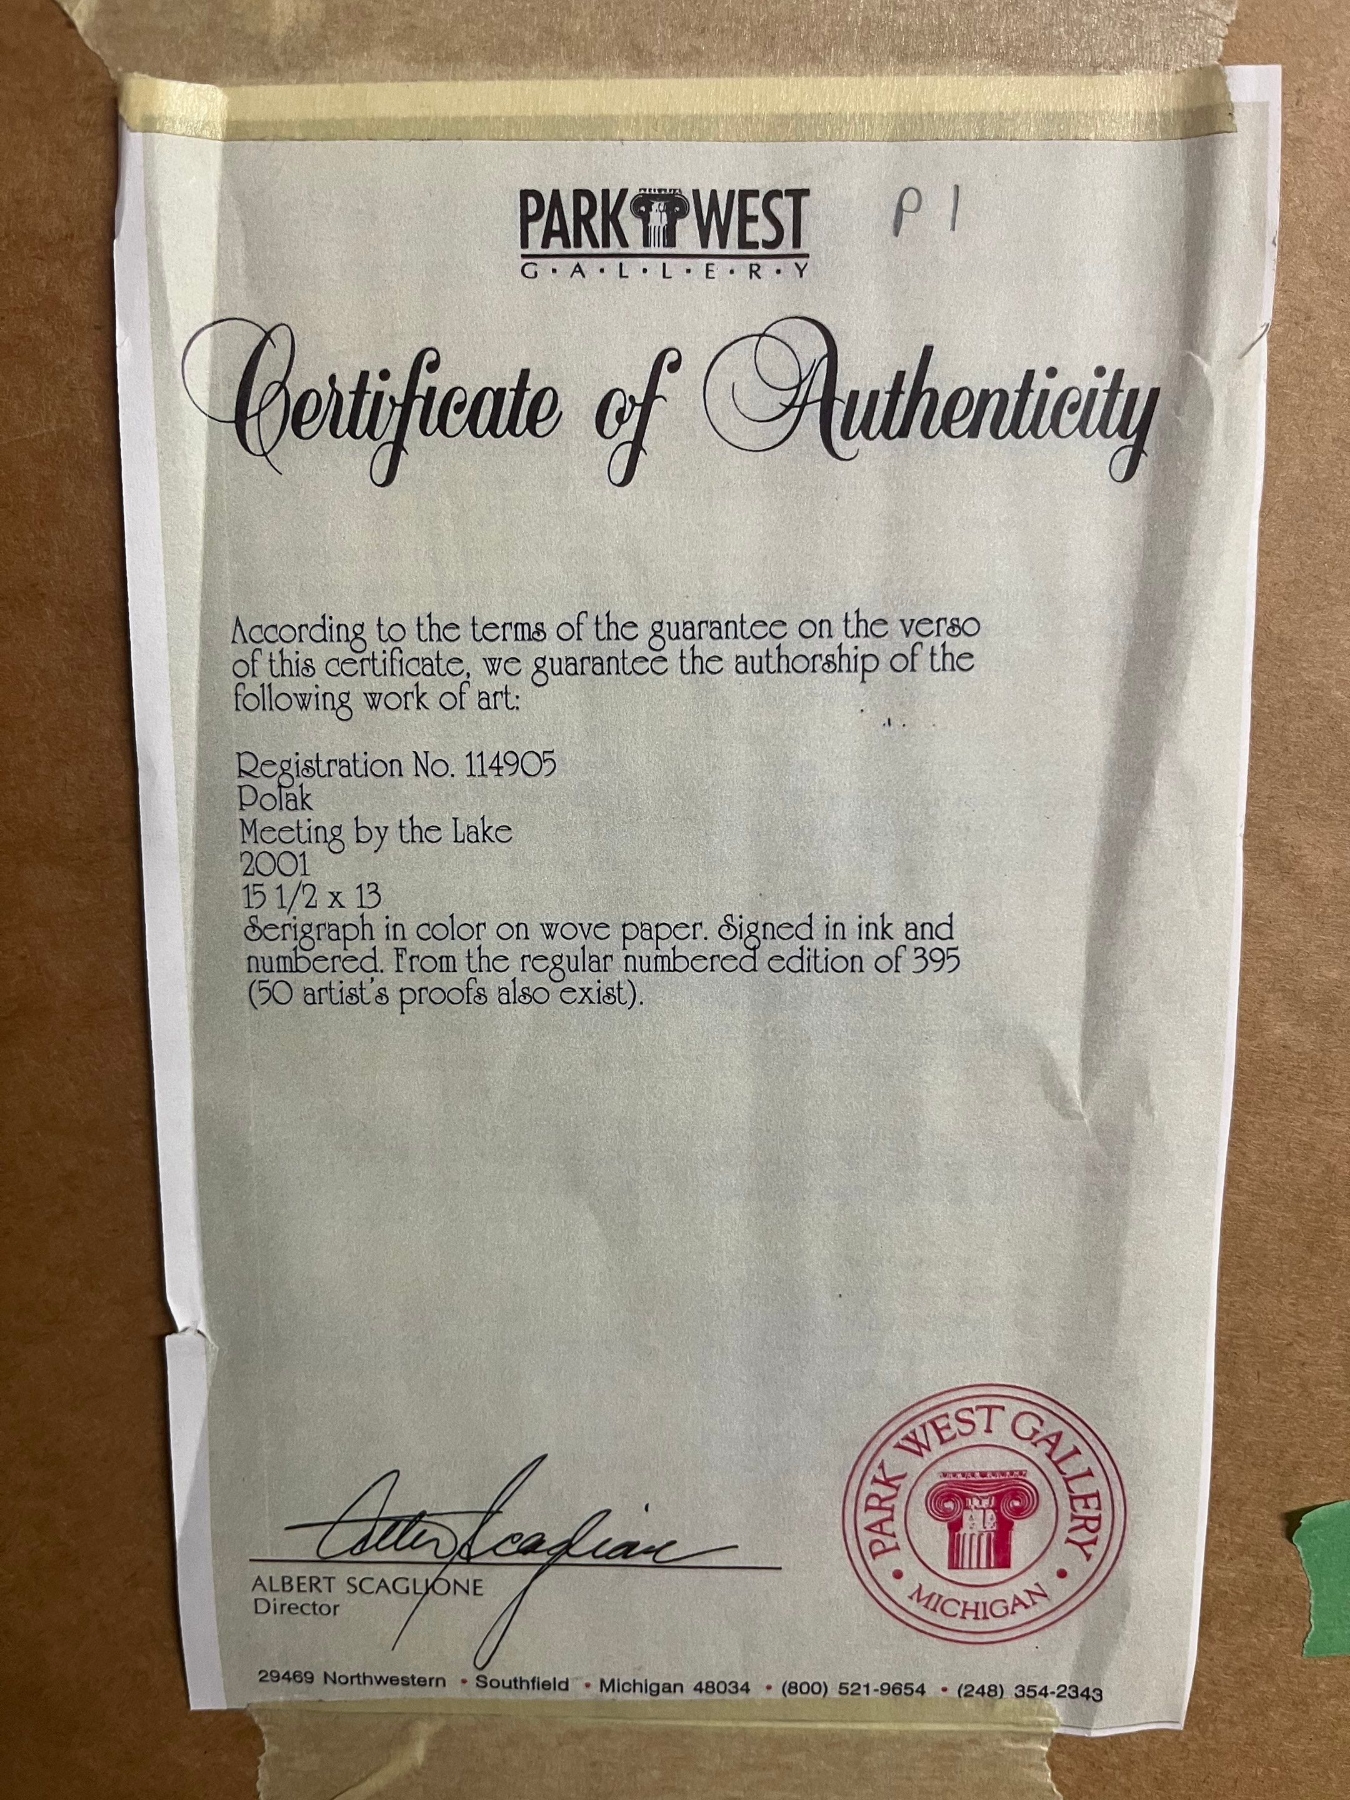 PARK WEST
G·A·L·L·E·R·Y
P1
Certificate of Authenticity
According to the terms of the guarantee on the verso
of this certificate, we guarantee the authorship of the
following work of art:
Registration No. 114905
Polak
Meeting by the Lake
2001
15 1/2 x 13
Serigraph in color on wove paper. Signed in ink and
numbered. From the regular numbered edition of 395
(50 artist's proofs also exist).
Albert Scaglione
ALBERT SCAGLIONE
Director
PARK WEST GALLERY
• MICHIGAN •
29469 Northwestern • Southfield • Michigan 48034 • (800) 521-9654 • (248) 354-2343